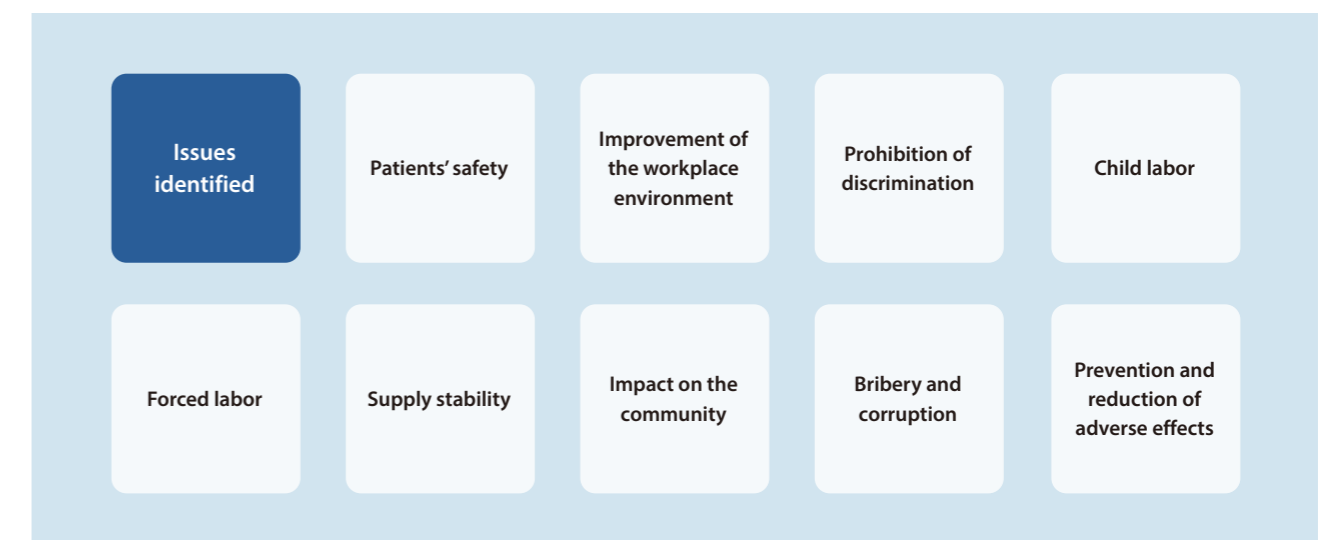 Issues
identified
Patients’ safety
Improvement of
the workplace
environment
Prohibition of
discrimination
Child labor
Forced labor
Supply stability
Impact on the
community
Bribery and
corruption
Prevention and
reduction of
adverse effects